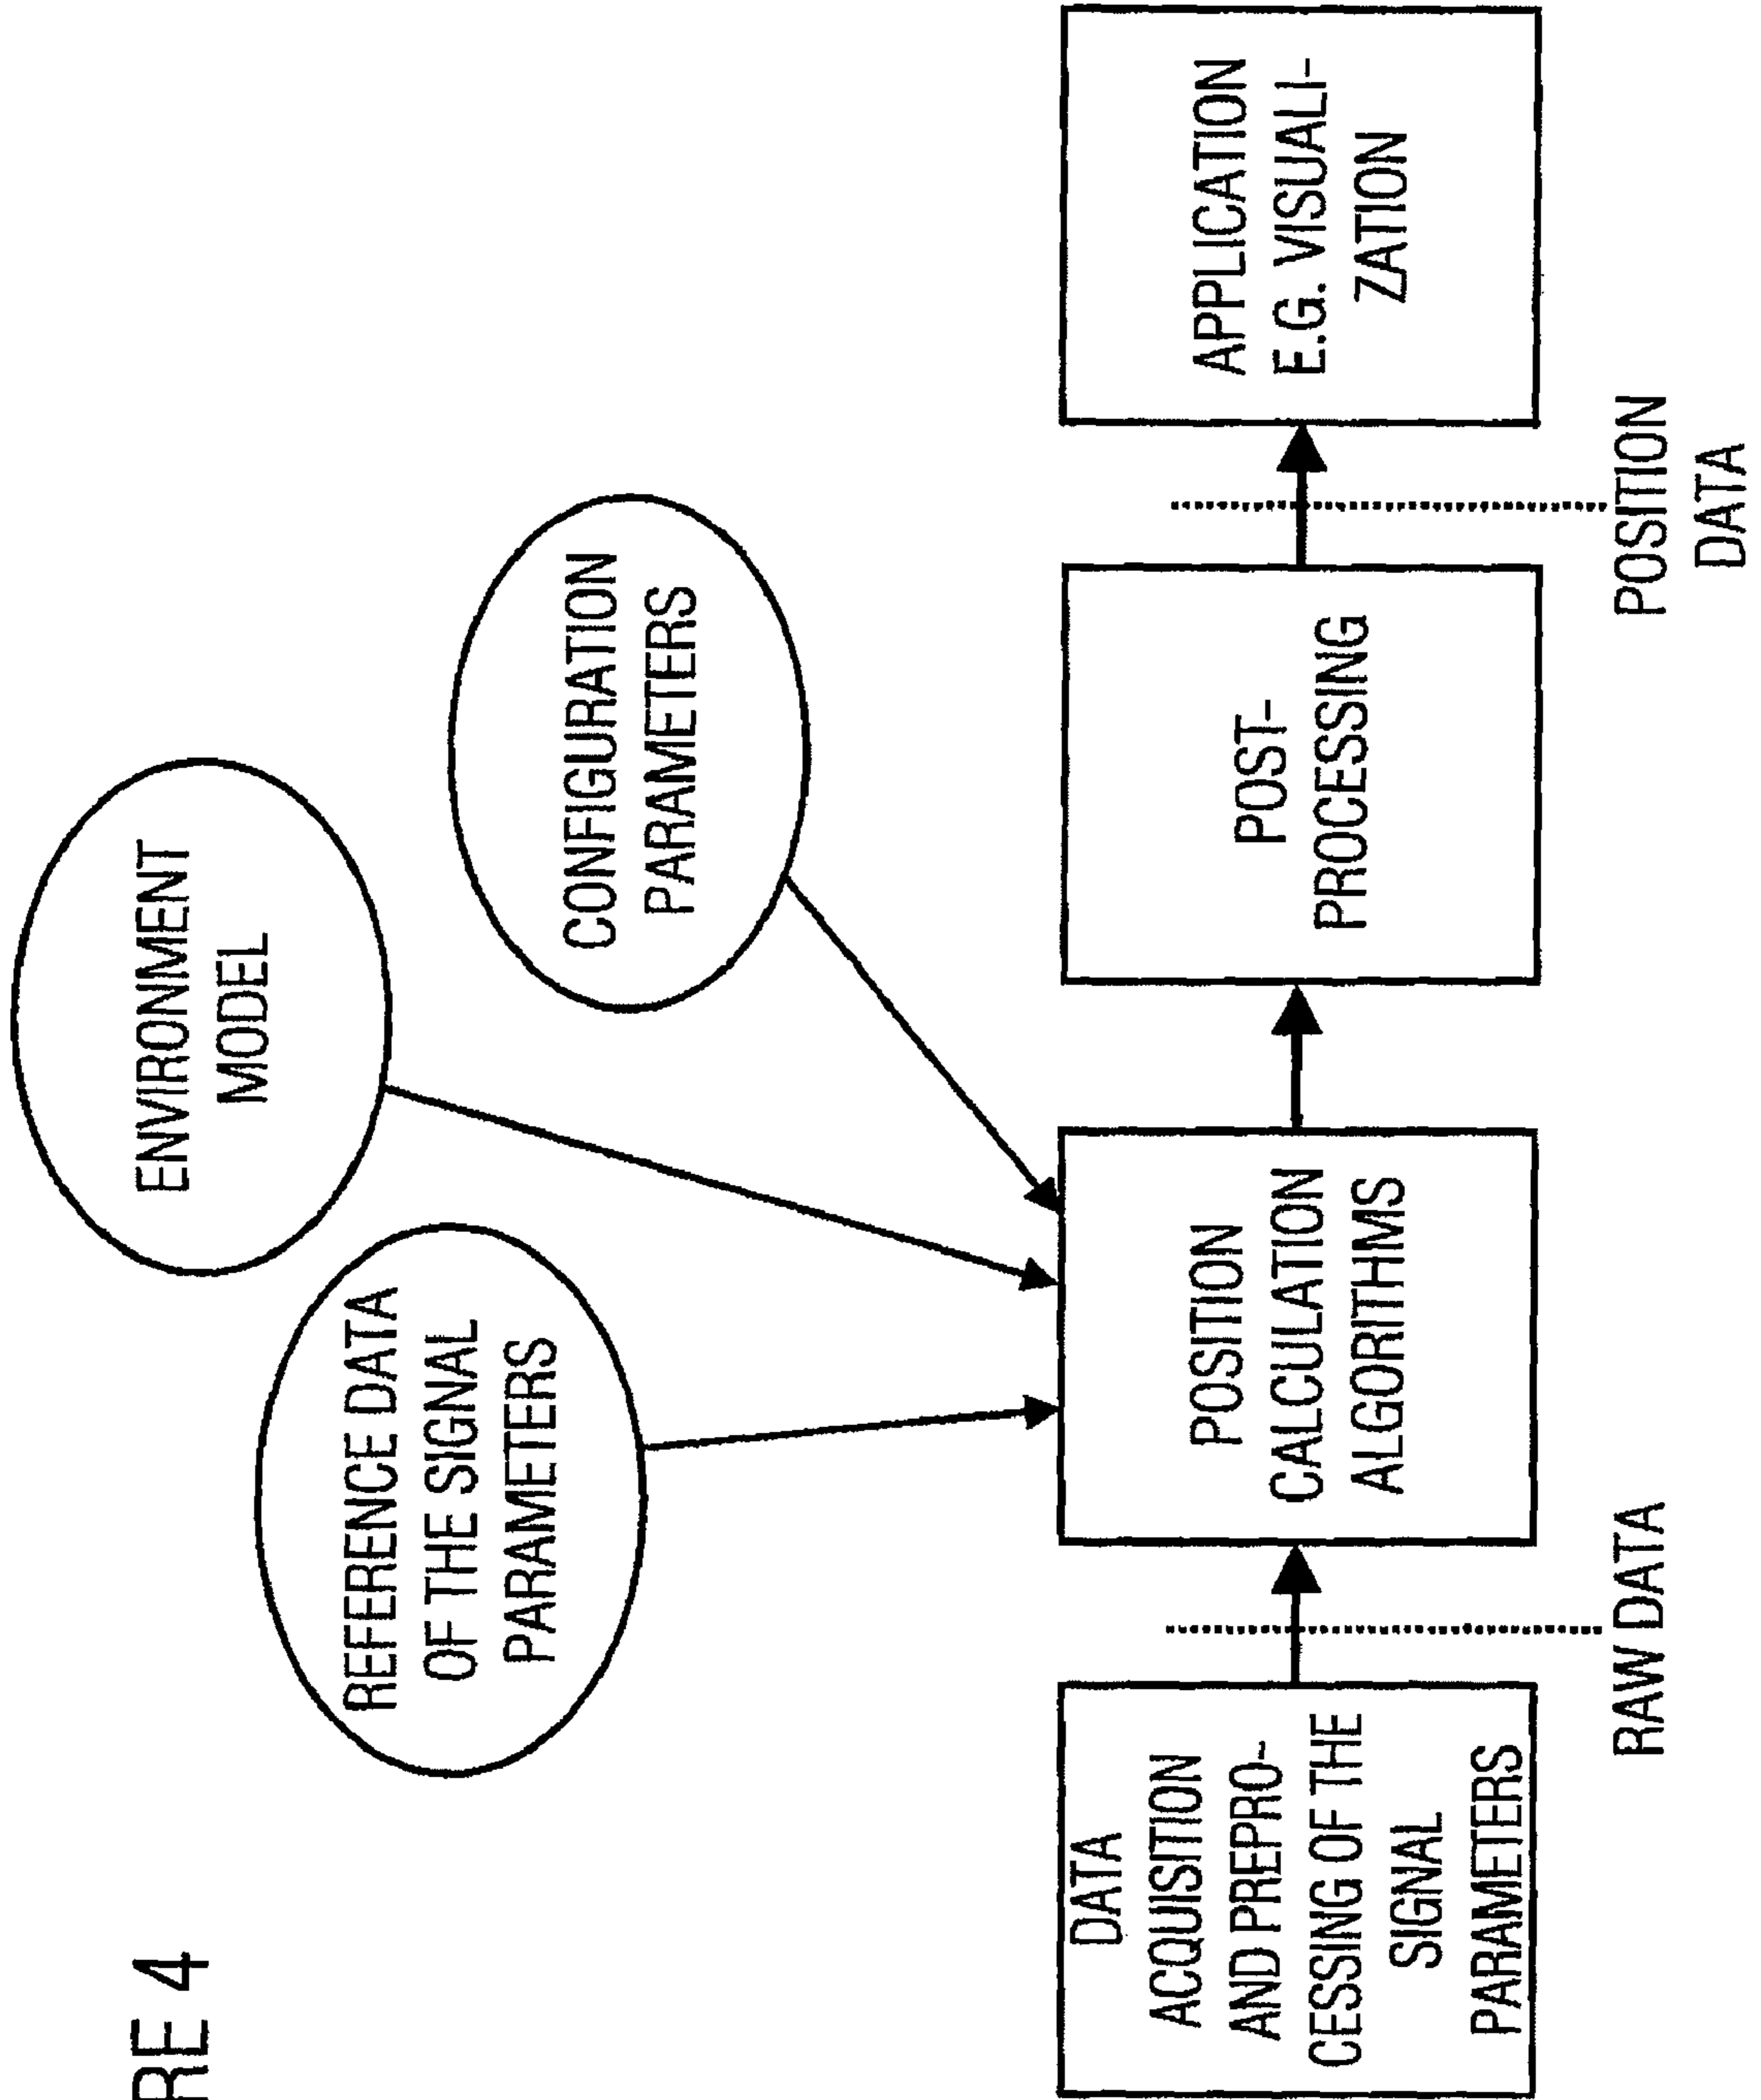 RE 4
ENVIRONMENT
MODEL
REFERENCE DATA
OF THE SIGNAL
PARAMETERS
CONFIGURATION
PARAMETERS
DATA
ACQUISITION
AND PREPRO-
CESSING OF THE
SIGNAL
PARAMETERS
POSITION
CALCULATION
ALGORITHMS
POST-
PROCESSING
APPLICATION
E.G. VISUALI-
ZATION
RAW DATA
POSITION
DATA